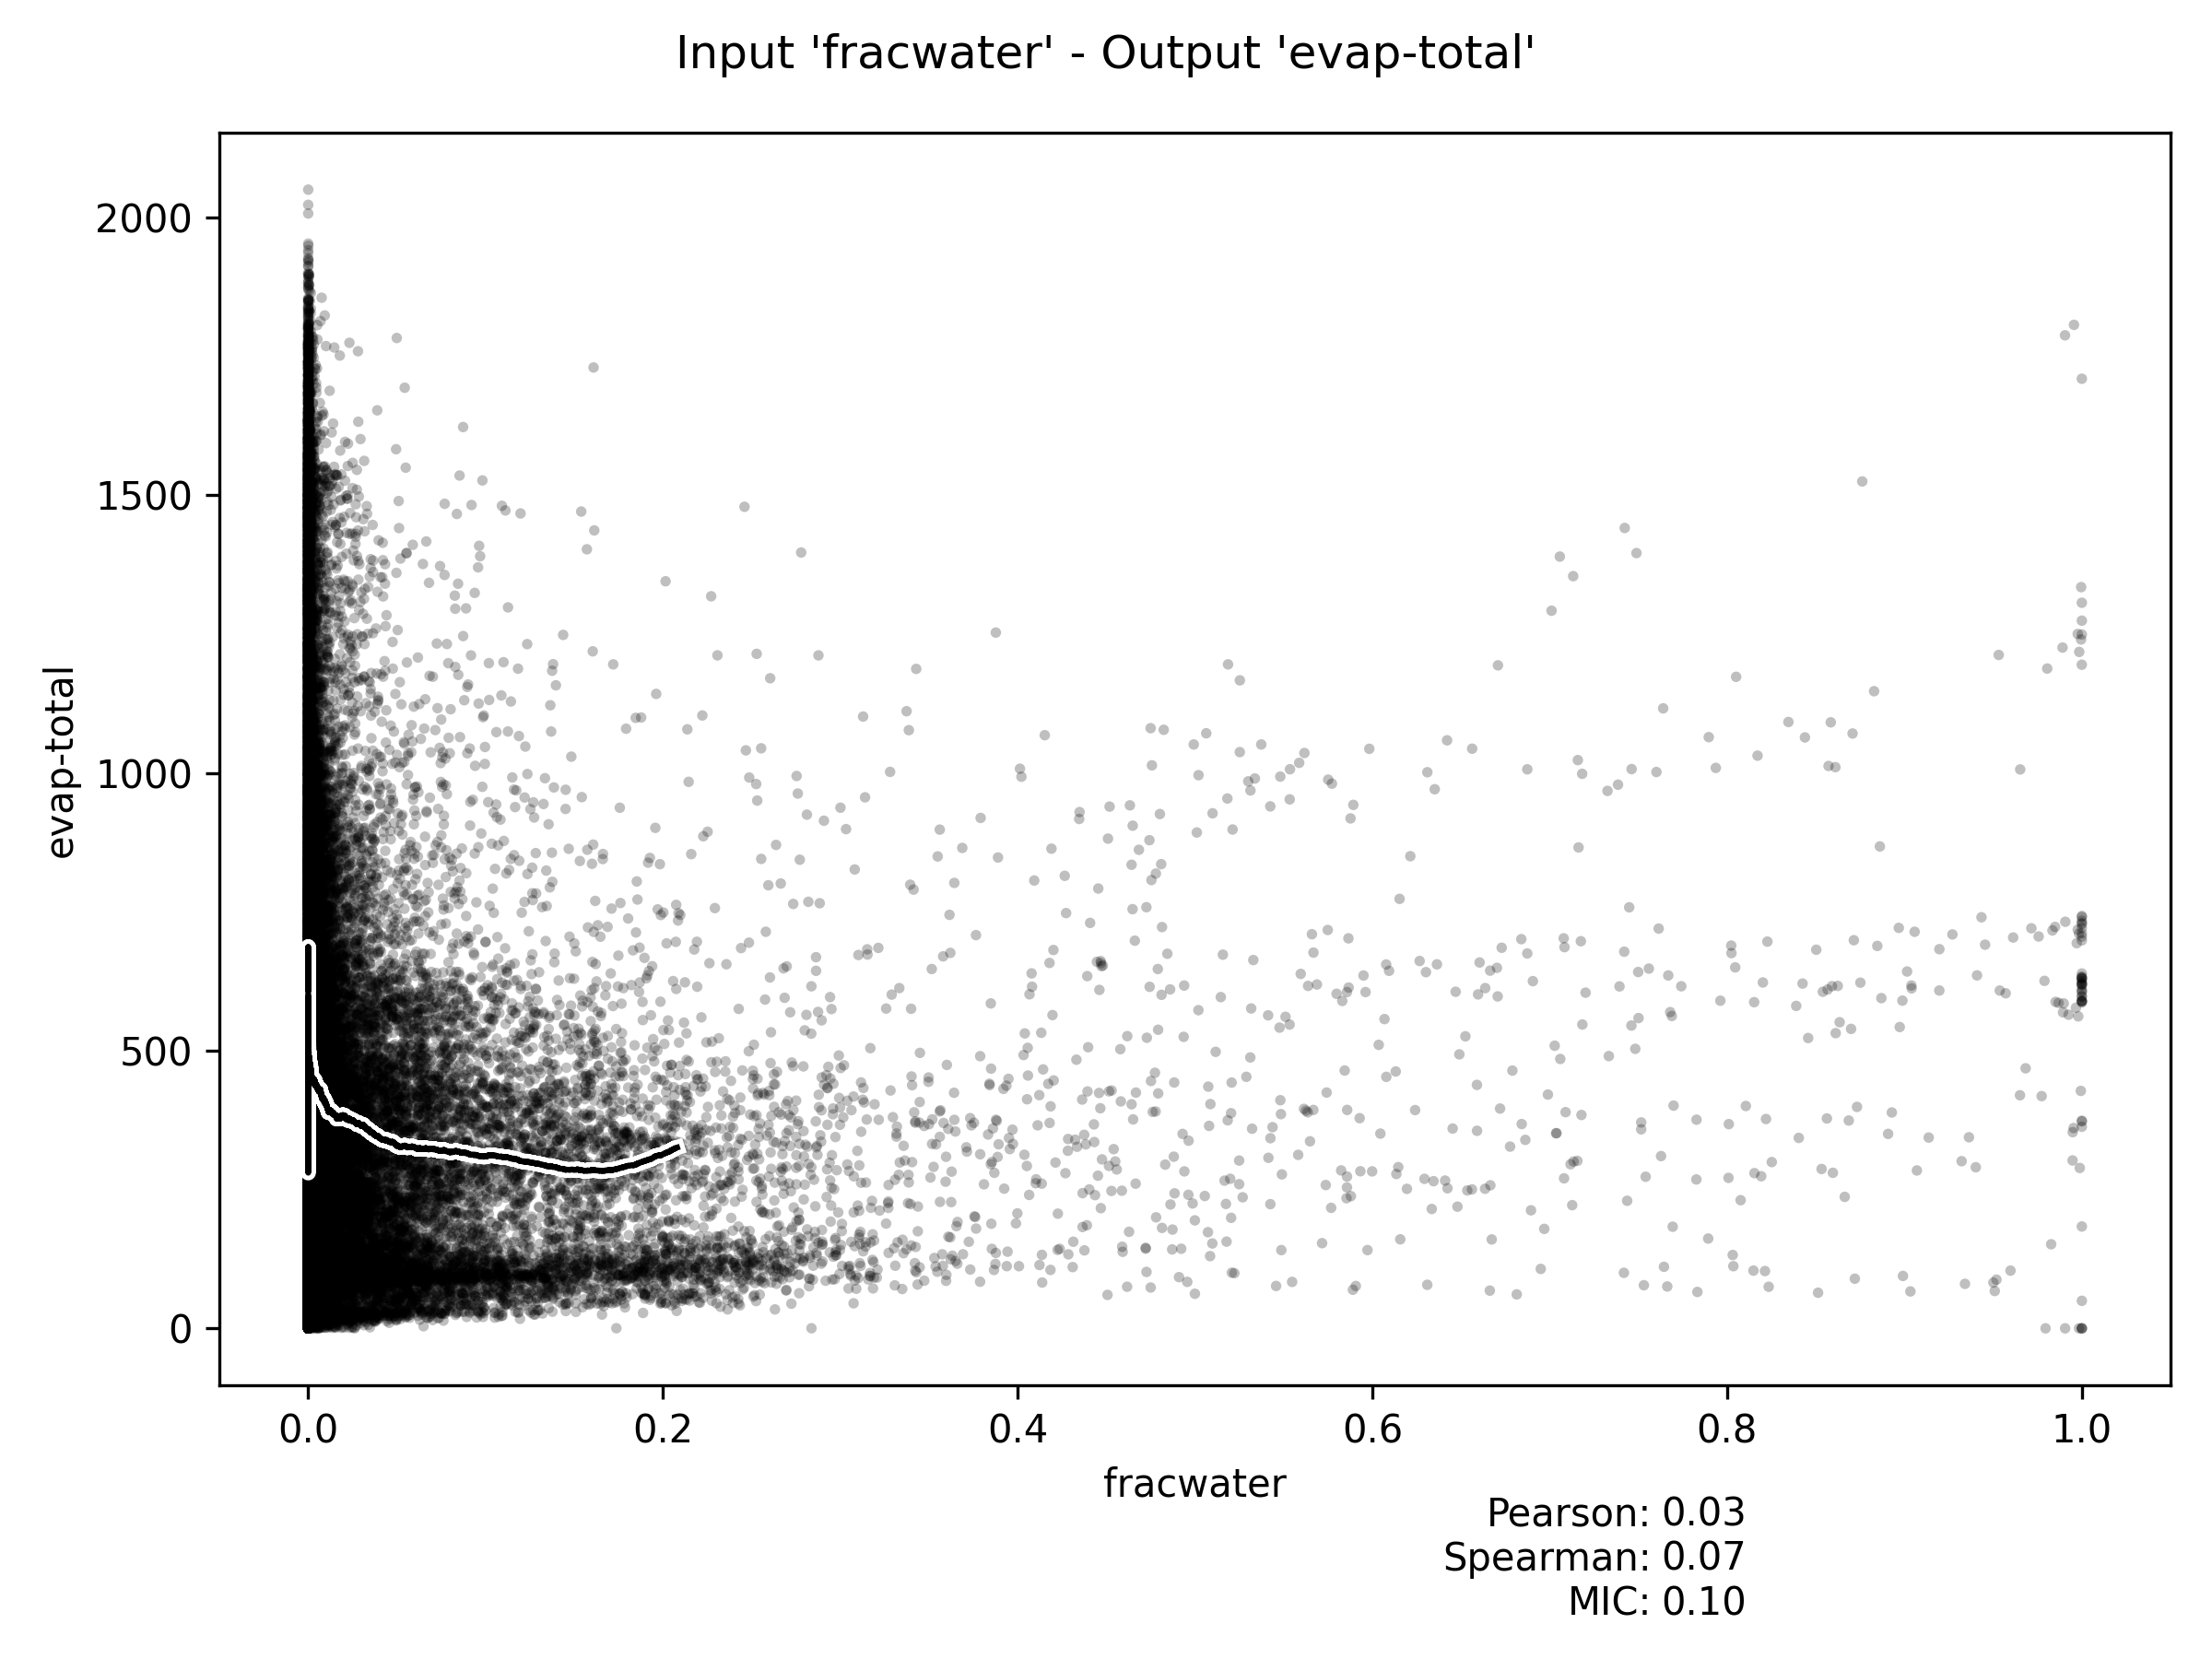 Input 'fracwater' - Output 'evap-total'
evap-total
2000
1500
1000
500
0
0.0 0.2 0.4 0.6 0.8 1.0
fracwater
Pearson: 0.03
Spearman: 0.07
MIC: 0.10